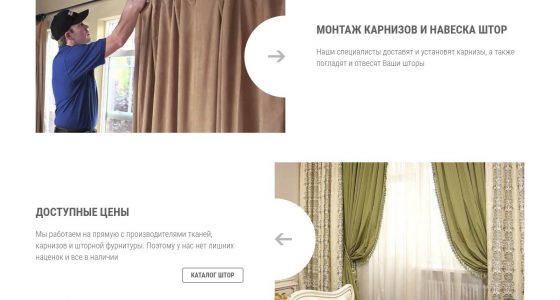 МОНТАЖ КАРНИЗОВ И НАВЕСКА ШТОР
Наши специалисты доставят и установят карнизы, а также
погладят и отвесят Ваши шторы
ДОСТУПНЫЕ ЦЕНЫ
Мы работаем на прямую с производителями тканей,
карнизов и шторной фурнитуры. Поэтому у нас нет лишних
наценок и все в наличии
КАТАЛОГ ШТОР